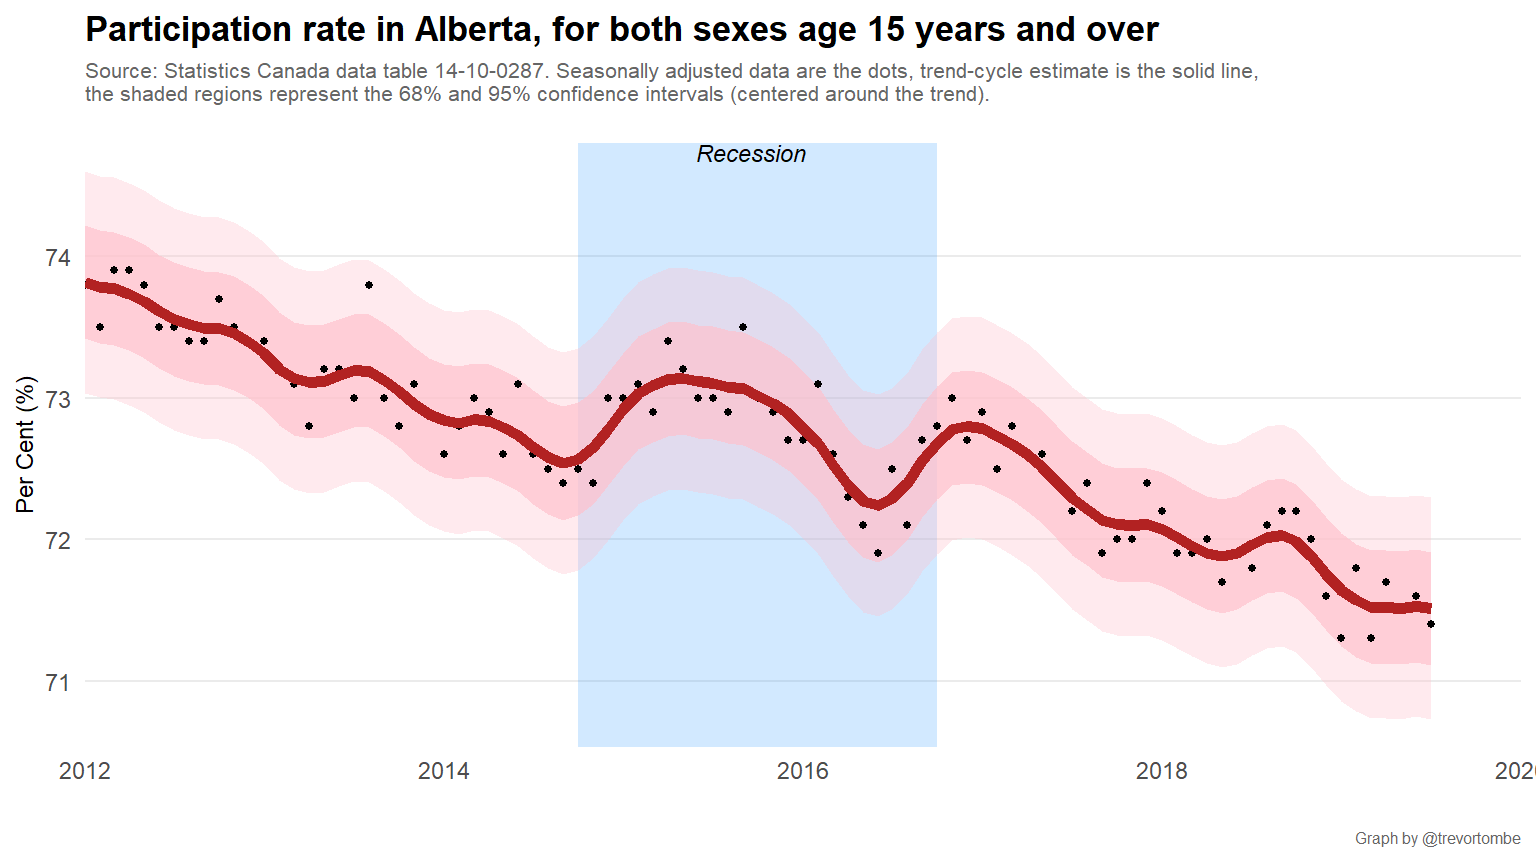 Participation rate in Alberta, for both sexes age 15 years and over
Source: Statistics Canada data table 14-10-0287. Seasonally adjusted data are the dots, trend-cycle estimate is the solid line,
the shaded regions represent the 68% and 95% confidence intervals (centered around the trend).
Recession
74
73
72
71
Per Cent (%)
2012 2014 2016 2018 202
Graph by @trevortombe